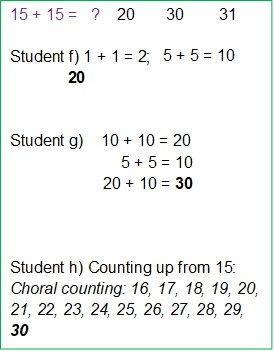 15 + 15 = ? 20 30 31
Student f) 1 + 1 = 2; 5 + 5 = 10
20
Student g) 10 + 10 = 20
5 + 5 = 10
20 + 10 = 30
Student h) Counting up from 15:
Choral counting: 16, 17, 18, 19, 20,
21, 22, 23, 24, 25, 26, 27, 28, 29,
30